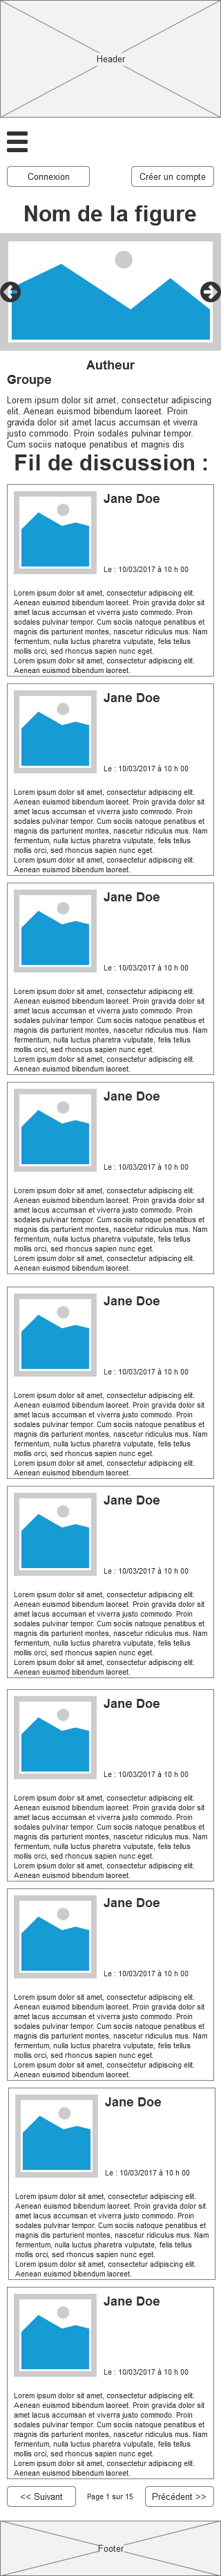 Header
Connexion
Créer un compte
Nom de la figure
Autheur
Groupe
Lorem ipsum dolor sit amet, consectetur adipiscing
elit. Aenean euismod bibendum laoreet. Proin
gravida dolor sit amet lacus accumsan et viverra
justo commodo. Proin sodales pulvinar tempor.
Cum sociis natoque penatibus et magnis dis
Fil de discussion :
Jane Doe
Le : 10/03/2017 à 10 h 00
Lorem ipsum dolor sit amet, consectetur adipiscing elit.
Aenean euismod bibendum laoreet. Proin gravida dolor sit
amet lacus accumsan et viverra justo commodo. Proin
sodales pulvinar tempor. Cum sociis natoque penatibus et
magnis dis parturient montes, nascetur ridiculus mus. Nam
fermentum, nulla luctus pharetra vulputate, felis tellus
mollis orci, sed rhoncus sapien nunc eget.
Lorem ipsum dolor sit amet, consectetur adipiscing elit.
Aenean euismod bibendum laoreet.
Jane Doe
Le : 10/03/2017 à 10 h 00
Lorem ipsum dolor sit amet, consectetur adipiscing elit.
Aenean euismod bibendum laoreet. Proin gravida dolor sit
amet lacus accumsan et viverra justo commodo. Proin
sodales pulvinar tempor. Cum sociis natoque penatibus et
magnis dis parturient montes, nascetur ridiculus mus. Nam
fermentum, nulla luctus pharetra vulputate, felis tellus
mollis orci, sed rhoncus sapien nunc eget.
Lorem ipsum dolor sit amet, consectetur adipiscing elit.
Aenean euismod bibendum laoreet.
Jane Doe
Le : 10/03/2017 à 10 h 00
Lorem ipsum dolor sit amet, consectetur adipiscing elit.
Aenean euismod bibendum laoreet. Proin gravida dolor sit
amet lacus accumsan et viverra justo commodo. Proin
sodales pulvinar tempor. Cum sociis natoque penatibus et
magnis dis parturient montes, nascetur ridiculus mus. Nam
fermentum, nulla luctus pharetra vulputate, felis tellus
mollis orci, sed rhoncus sapien nunc eget.
Lorem ipsum dolor sit amet, consectetur adipiscing elit.
Aenean euismod bibendum laoreet.
Jane Doe
Le : 10/03/2017 à 10 h 00
Lorem ipsum dolor sit amet, consectetur adipiscing elit.
Aenean euismod bibendum laoreet. Proin gravida dolor sit
amet lacus accumsan et viverra justo commodo. Proin
sodales pulvinar tempor. Cum sociis natoque penatibus et
magnis dis parturient montes, nascetur ridiculus mus. Nam
fermentum, nulla luctus pharetra vulputate, felis tellus
mollis orci, sed rhoncus sapien nunc eget.
Lorem ipsum dolor sit amet, consectetur adipiscing elit.
Aenean euismod bibendum laoreet.
Jane Doe
Le : 10/03/2017 à 10 h 00
Lorem ipsum dolor sit amet, consectetur adipiscing elit.
Aenean euismod bibendum laoreet. Proin gravida dolor sit
amet lacus accumsan et viverra justo commodo. Proin
sodales pulvinar tempor. Cum sociis natoque penatibus et
magnis dis parturient montes, nascetur ridiculus mus. Nam
fermentum, nulla luctus pharetra vulputate, felis tellus
mollis orci, sed rhoncus sapien nunc eget.
Lorem ipsum dolor sit amet, consectetur adipiscing elit.
Aenean euismod bibendum laoreet.
Jane Doe
Le : 10/03/2017 à 10 h 00
Lorem ipsum dolor sit amet, consectetur adipiscing elit.
Aenean euismod bibendum laoreet. Proin gravida dolor sit
amet lacus accumsan et viverra justo commodo. Proin
sodales pulvinar tempor. Cum sociis natoque penatibus et
magnis dis parturient montes, nascetur ridiculus mus. Nam
fermentum, nulla luctus pharetra vulputate, felis tellus
mollis orci, sed rhoncus sapien nunc eget.
Lorem ipsum dolor sit amet, consectetur adipiscing elit.
Aenean euismod bibendum laoreet.
Jane Doe
Le : 10/03/2017 à 10 h 00
Lorem ipsum dolor sit amet, consectetur adipiscing elit.
Aenean euismod bibendum laoreet. Proin gravida dolor sit
amet lacus accumsan et viverra justo commodo. Proin
sodales pulvinar tempor. Cum sociis natoque penatibus et
magnis dis parturient montes, nascetur ridiculus mus. Nam
fermentum, nulla luctus pharetra vulputate, felis tellus
mollis orci, sed rhoncus sapien nunc eget.
Lorem ipsum dolor sit amet, consectetur adipiscing elit.
Aenean euismod bibendum laoreet.
Jane Doe
Le : 10/03/2017 à 10 h 00
Lorem ipsum dolor sit amet, consectetur adipiscing elit.
Aenean euismod bibendum laoreet. Proin gravida dolor sit
amet lacus accumsan et viverra justo commodo. Proin
sodales pulvinar tempor. Cum sociis natoque penatibus et
magnis dis parturient montes, nascetur ridiculus mus. Nam
fermentum, nulla luctus pharetra vulputate, felis tellus
mollis orci, sed rhoncus sapien nunc eget.
Lorem ipsum dolor sit amet, consectetur adipiscing elit.
Aenean euismod bibendum laoreet.
Jane Doe
Le : 10/03/2017 à 10 h 00
Lorem ipsum dolor sit amet, consectetur adipiscing elit.
Aenean euismod bibendum laoreet. Proin gravida dolor sit
amet lacus accumsan et viverra justo commodo. Proin
sodales pulvinar tempor. Cum sociis natoque penatibus et
magnis dis parturient montes, nascetur ridiculus mus. Nam
fermentum, nulla luctus pharetra vulputate, felis tellus
mollis orci, sed rhoncus sapien nunc eget.
Lorem ipsum dolor sit amet, consectetur adipiscing elit.
Aenean euismod bibendum laoreet.
Jane Doe
Le : 10/03/2017 à 10 h 00
Lorem ipsum dolor sit amet, consectetur adipiscing elit.
Aenean euismod bibendum laoreet. Proin gravida dolor sit
amet lacus accumsan et viverra justo commodo. Proin
sodales pulvinar tempor. Cum sociis natoque penatibus et
magnis dis parturient montes, nascetur ridiculus mus. Nam
fermentum, nulla luctus pharetra vulputate, felis tellus
mollis orci, sed rhoncus sapien nunc eget.
Lorem ipsum dolor sit amet, consectetur adipiscing elit.
Aenean euismod bibendum laoreet.
<< Suivant
Page 1 sur 15
Précédent >>
Footer